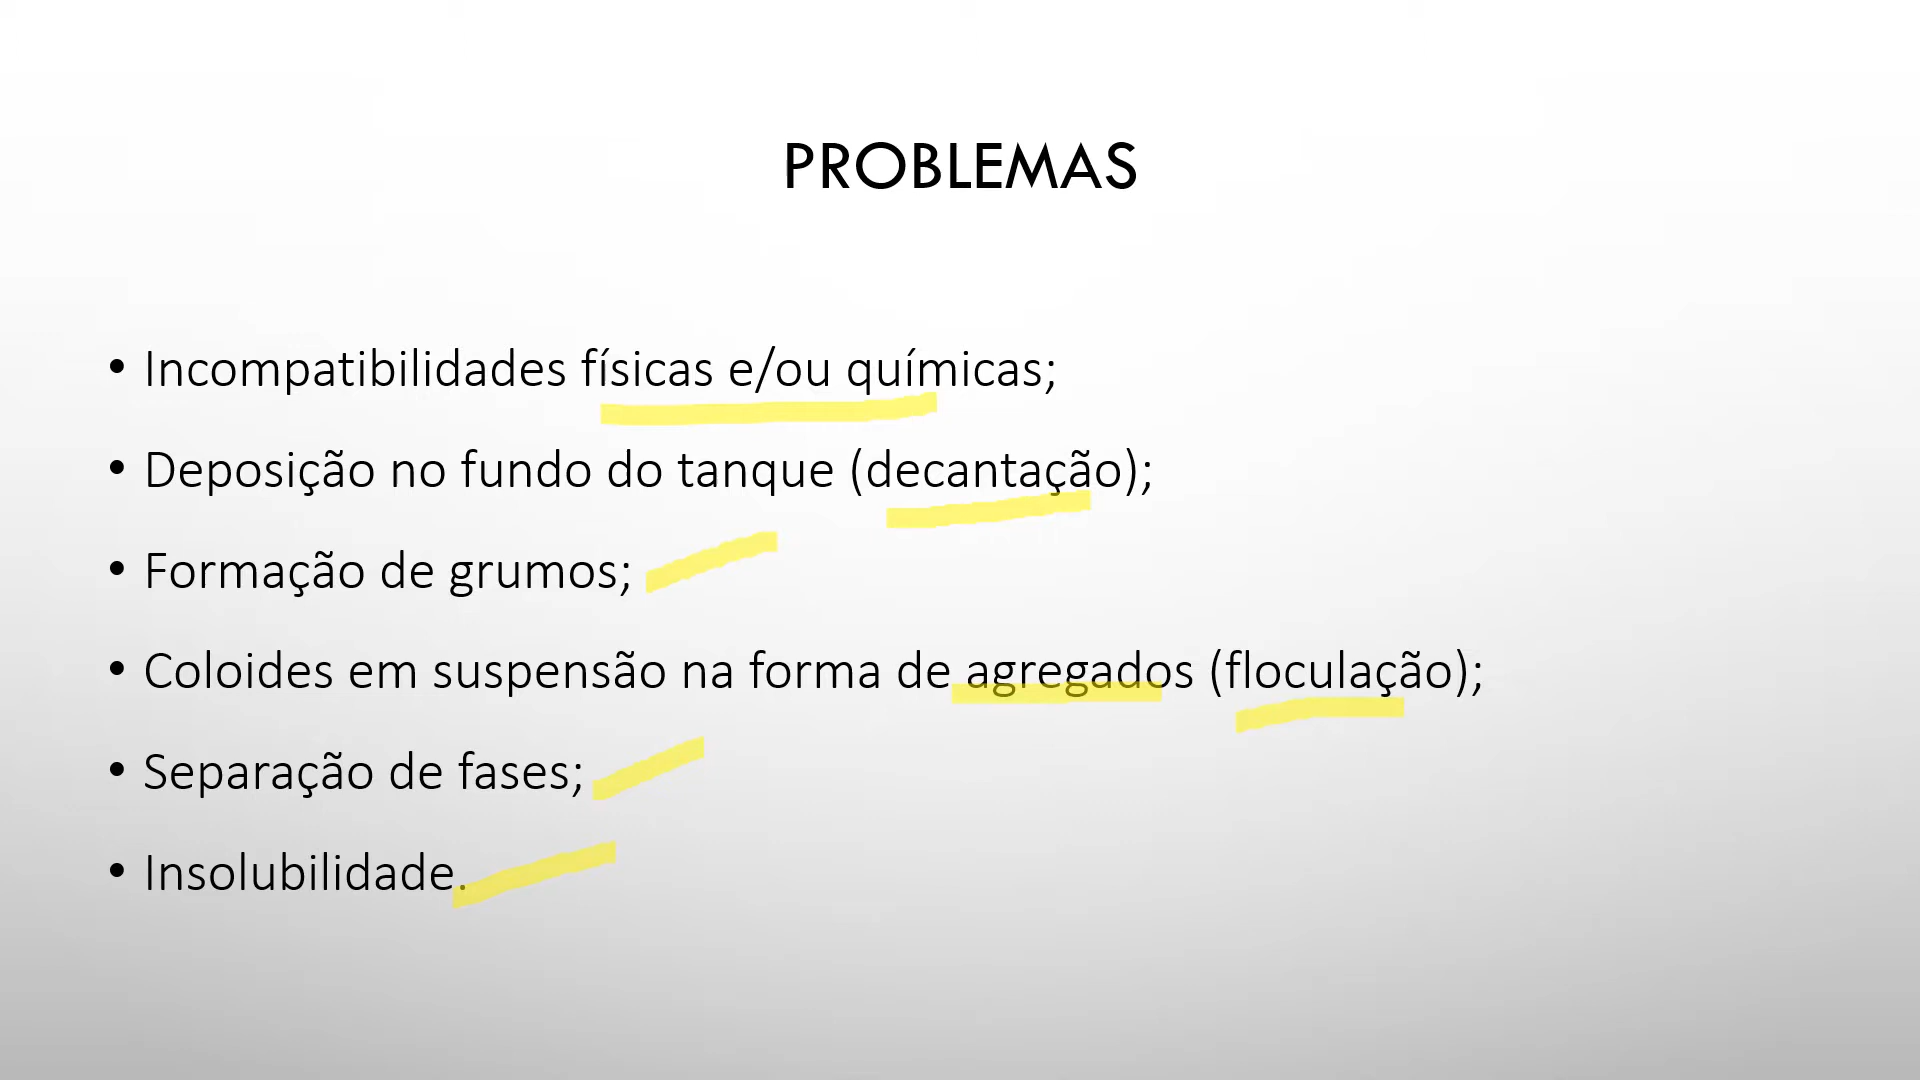 PROBLEMAS
• Incompatibilidades físicas e/ou químicas;
• Deposição no fundo do tanque (decantação);
• Formação de grumos;
• Coloides em suspensão na forma de agregados (floculação);
• Separação de fases;
• Insolubilidade.